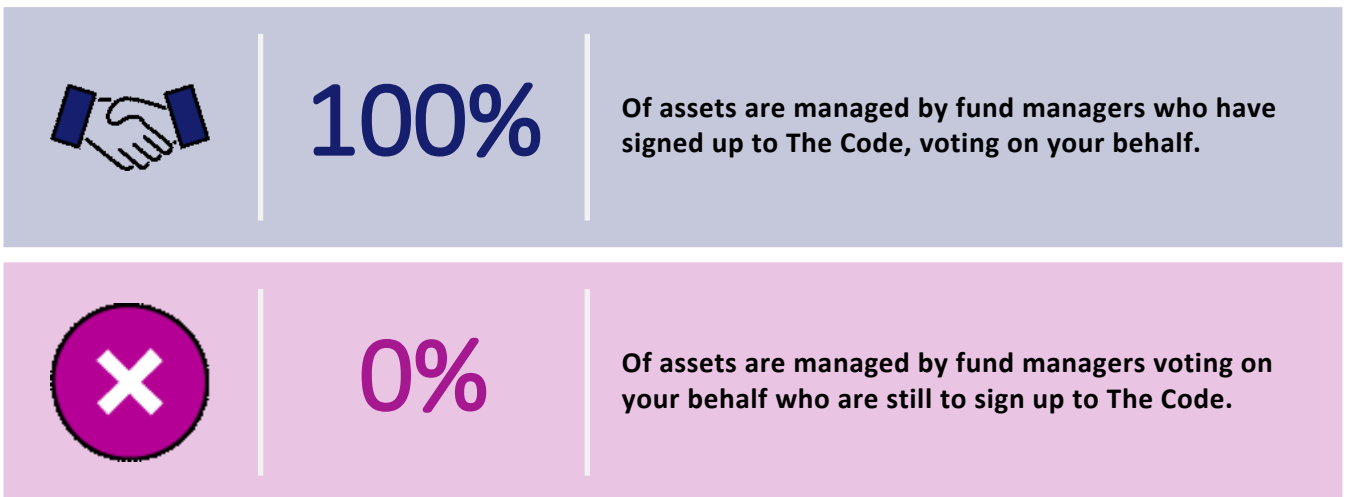 100%
Of assets are managed by fund managers who have
signed up to The Code, voting on your behalf.
0%
Of assets are managed by fund managers voting on
your behalf who are still to sign up to The Code.